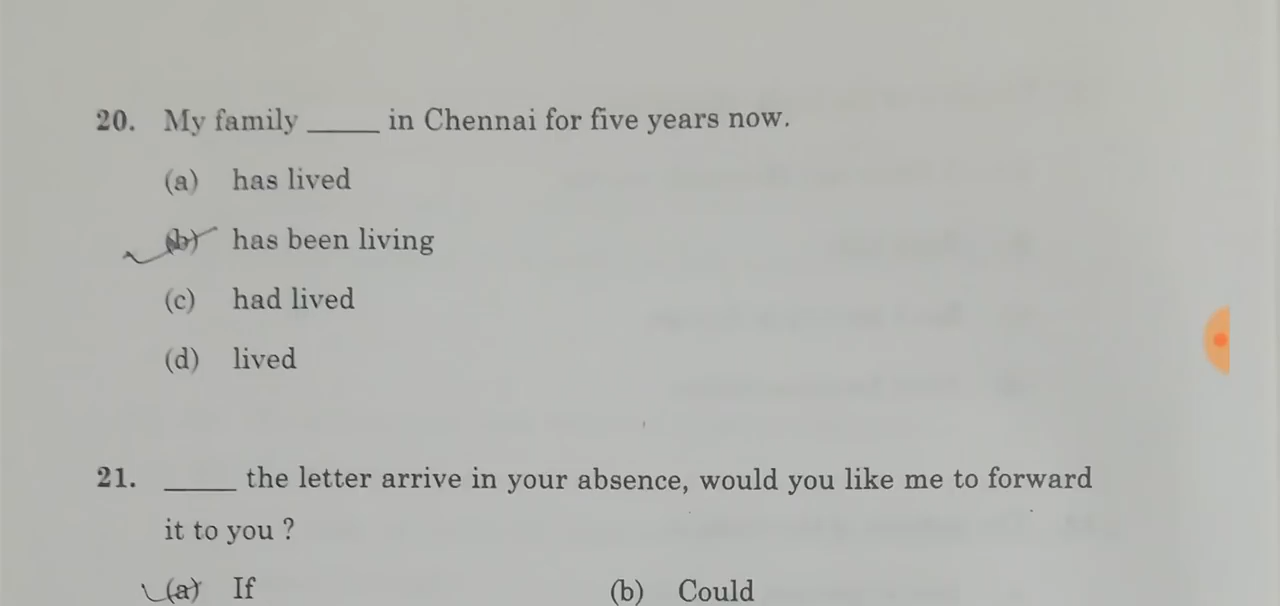 20. My family _____ in Chennai for five years now.
(a) has lived
(b) has been living
(c) had lived
(d) lived
21. _____ the letter arrive in your absence, would you like me to forward
it to you ?
(a) If (b) Could